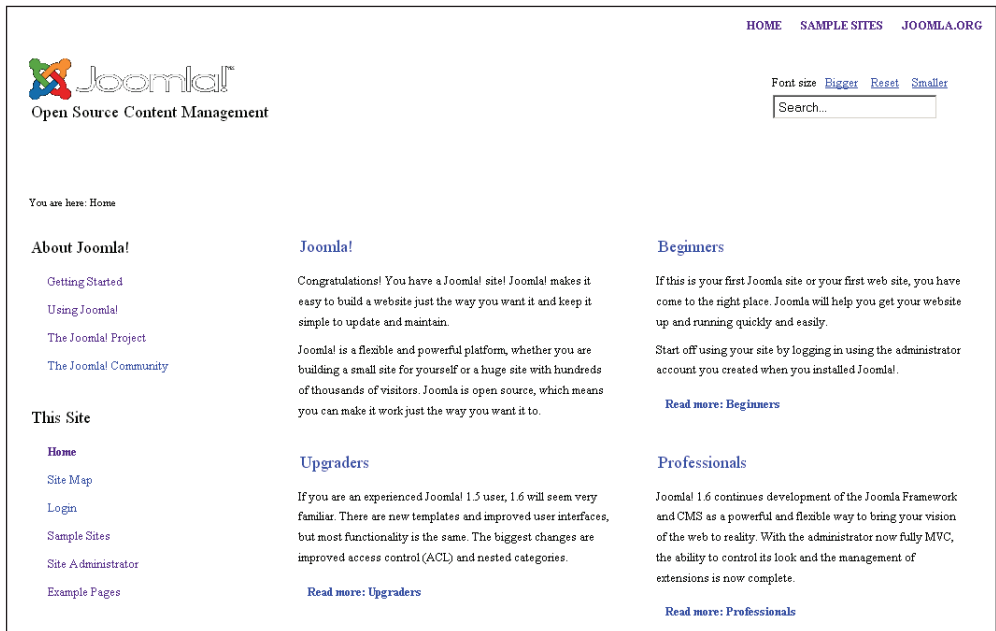 HOME SAMPLE SITES JOOMLA.ORG
Joomla!™
Open Source Content Management
Font size Bigger Reset Smaller
Search...
You are here: Home
About Joomla!
Getting Started
Using Joomla!
The Joomla! Project
The Joomla! Community
This Site
Home
Site Map
Login
Sample Sites
Site Administrator
Example Pages
Joomla!
Congratulations! You have a Joomla! site! Joomla! makes it
easy to build a website just the way you want it and keep it
simple to update and maintain.
Joomla! is a flexible and powerful platform, whether you are
building a small site for yourself or a huge site with hundreds
of thousands of visitors. Joomla is open source, which means
you can make it work just the way you want it to.
Beginners
If this is your first Joomla site or your first web site, you have
come to the right place. Joomla will help you get your website
up and running quickly and easily.
Start off using your site by logging in using the administrator
account you created when you installed Joomla!.
Read more: Beginners
Upgraders
If you are an experienced Joomla! 1.5 user, 1.6 will seem very
familiar. There are new templates and improved user interfaces,
but most functionality is the same. The biggest changes are
improved access control (ACL) and nested categories.
Read more: Upgraders
Professionals
Joomla! 1.6 continues development of the Joomla Framework
and CMS as a powerful and flexible way to bring your vision
of the web to reality. With the administrator now fully MVC,
the ability to control its look and the management of
extensions is now complete.
Read more: Professionals